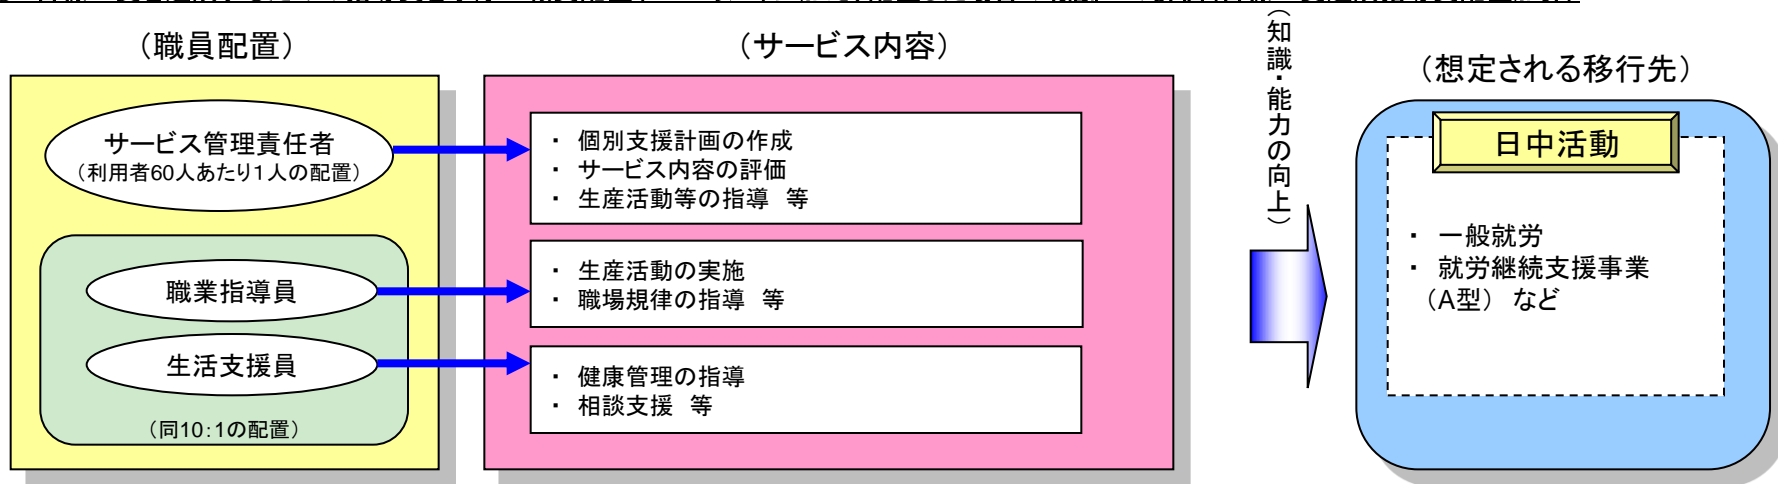 （職員配置）
サービス管理責任者
（利用者60人あたり1人の配置）
職業指導員
生活支援員
（同10：1の配置）
（サービス内容）
・ 個別支援計画の作成
・ サービス内容の評価
・ 生産活動等の指導 等
・ 生産活動の実施
・ 職場規律の指導 等
・ 健康管理の指導
・ 相談支援 等
（知識・能力の向上）
（想定される移行先）
日中活動
・ 一般就労
・ 就労継続支援事業
（A型） など